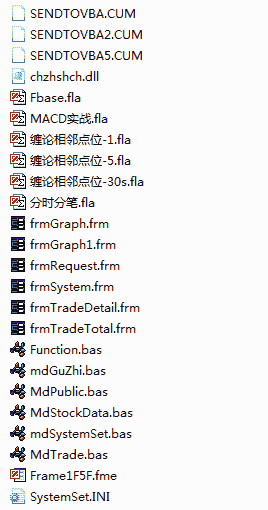 SENDTOVBA.CUM
SENDTOVBA2.CUM
SENDTOVBA5.CUM
chzhshch.dll
Fbase.fla
MACD实战.fla
缠论相邻点位-1.fla
缠论相邻点位-5.fla
缠论相邻点位-30s.fla
分时分笔.fla
frmGraph.frm
frmGraph1.frm
frmRequest.frm
frmSystem.frm
frmTradeDetail.frm
frmTradeTotal.frm
Function.bas
mdGuZhi.bas
MdPublic.bas
MdStockData.bas
mdSystemSet.bas
MdTrade.bas
Frame1F5F.fme
SystemSet.INI